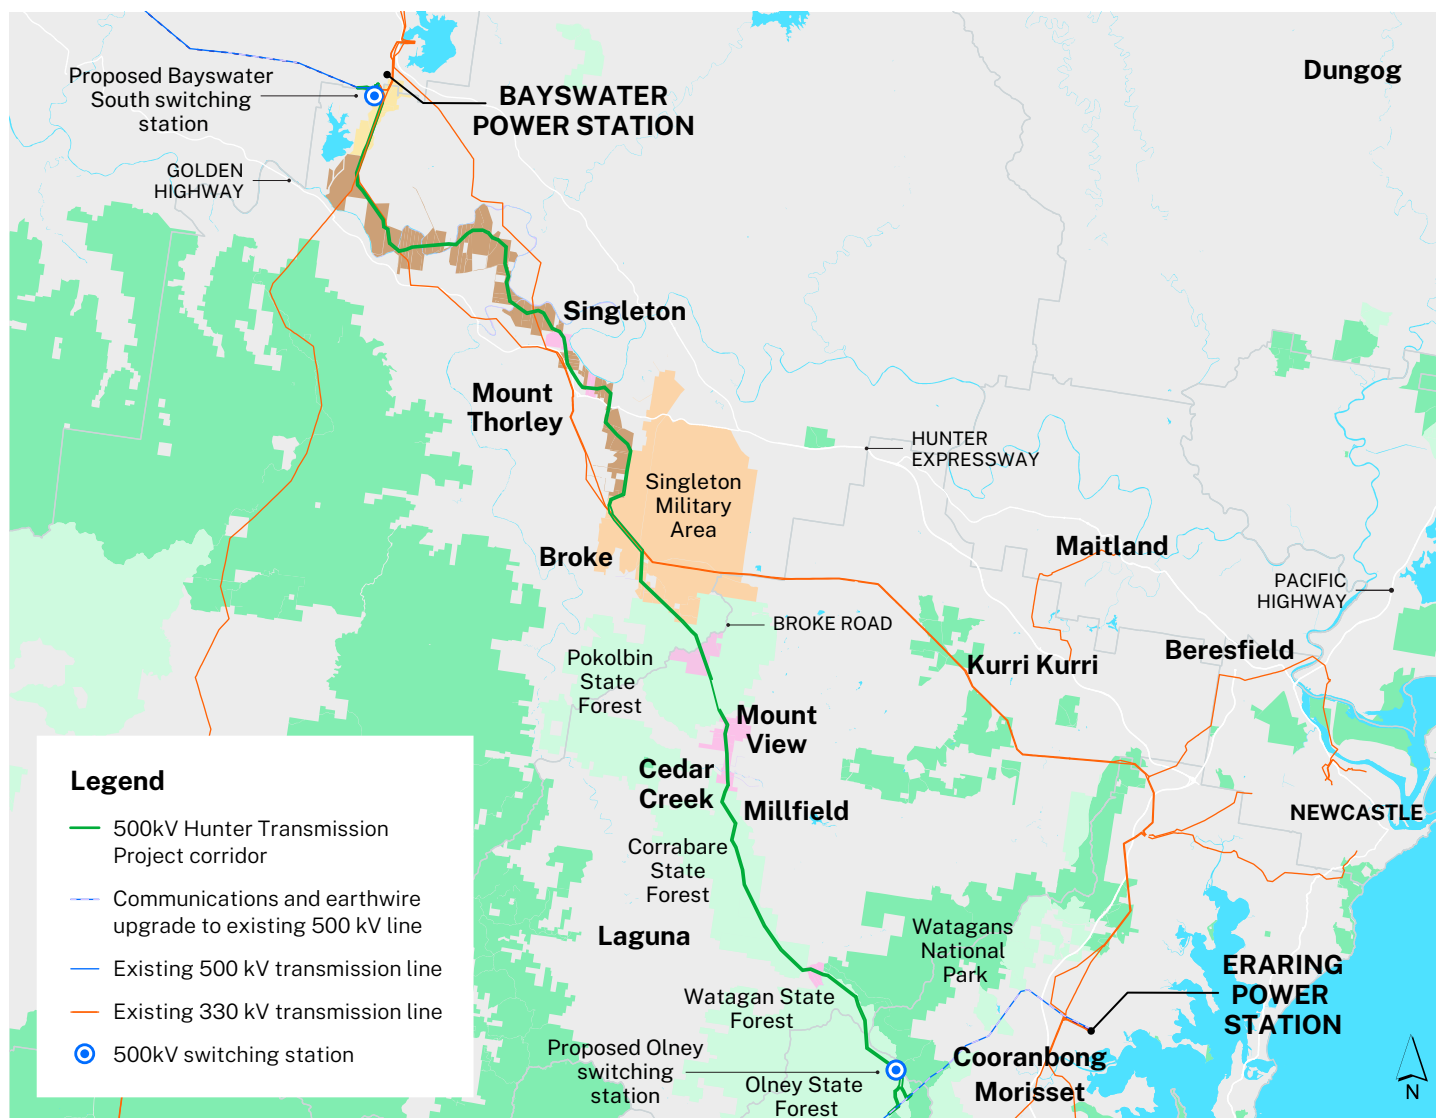 Dungog
Proposed Bayswater
South switching
station
BAYSWATER
POWER STATION
GOLDEN
HIGHWAY
Singleton
Mount
Thorley
HUNTER
EXPRESSWAY
Singleton
Military
Area
Broke
Maitland
PACIFIC
HIGHWAY
BROKE ROAD
Pokolbin
State
Forest
Kurri Kurri
Beresfield
Mount
View
Cedar
Creek
Millfield
NEWCASTLE
Corrabare
State
Forest
Laguna
Watagans
National
Park
ERARING
POWER
STATION
Watagan State
Forest
Proposed Olney
switching
station
Cooranbong
Morisset
Olney State
Forest
N
Legend
500kV Hunter Transmission
Project corridor
Communications and earthwire
upgrade to existing 500 kV line
Existing 500 kV transmission line
Existing 330 kV transmission line
500kV switching station